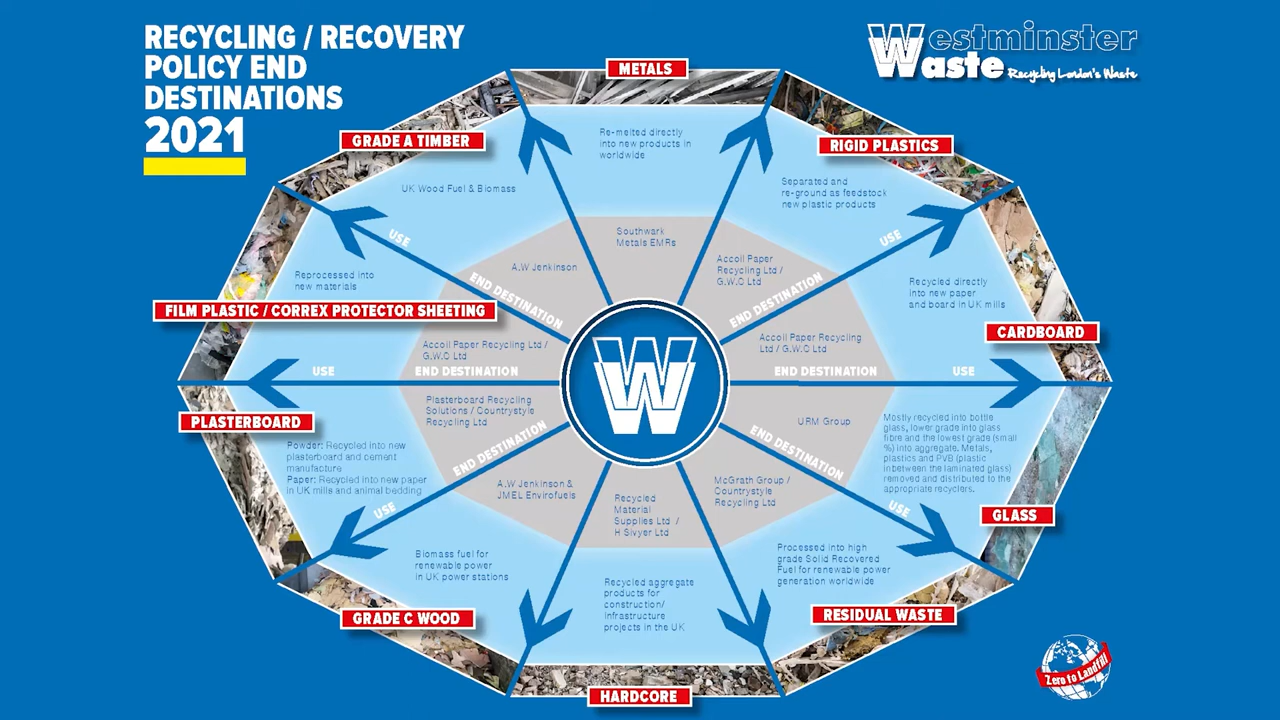 RECYCLING / RECOVERY
POLICY END
DESTINATIONS
2021
Westminster
Waste Recycling London's Waste
METALS
Re-melted directly
into new products in
worldwide
Southwark
Metals EMRs
RIGID PLASTICS
Separated and
re-ground as feedstock
new plastic products
USE
Accoil Paper
Recycling Ltd /
G.W.C Ltd
END DESTINATION
CARDBOARD
Recycled directly
into new paper
and board in UK mills
USE
Accoil Paper Recycling
Ltd / G.W.C Ltd
END DESTINATION
GLASS
Mostly recycled into bottle
glass, lower grade into glass
fibre and the lowest grade (small
%) into aggregate. Metals,
plastics and PVB (plastic
inbetween the laminated glass)
removed and distributed to the
appropriate recyclers.
USE
URM Group
END DESTINATION
RESIDUAL WASTE
Processed into high
grade Solid Recovered
Fuel for renewable power
generation worldwide
McGrath Group /
Countrystyle
Recycling Ltd
HARDCORE
Recycled aggregate
products for
construction/
infrastructure
projects in the UK
Recycled
Material
Supplies Ltd /
H Sivyer Ltd
GRADE C WOOD
Biomass fuel for
renewable power
in UK power stations
A.W Jenkinson &
JMEL Envirofuels
PLASTERBOARD
Powder: Recycled into new
plasterboard and cement
manufacture
Paper: Recycled into new paper
in UK mills and animal bedding
USE
Plasterboard Recycling
Solutions / Countrystyle
Recycling Ltd
END DESTINATION
FILM PLASTIC / CORREX PROTECTOR SHEETING
Reprocessed into
new materials
USE
Accoil Paper Recycling Ltd /
G.W.C Ltd
END DESTINATION
GRADE A TIMBER
UK Wood Fuel & Biomass
USE
A.W Jenkinson
END DESTINATION
W
Zero to Landfill